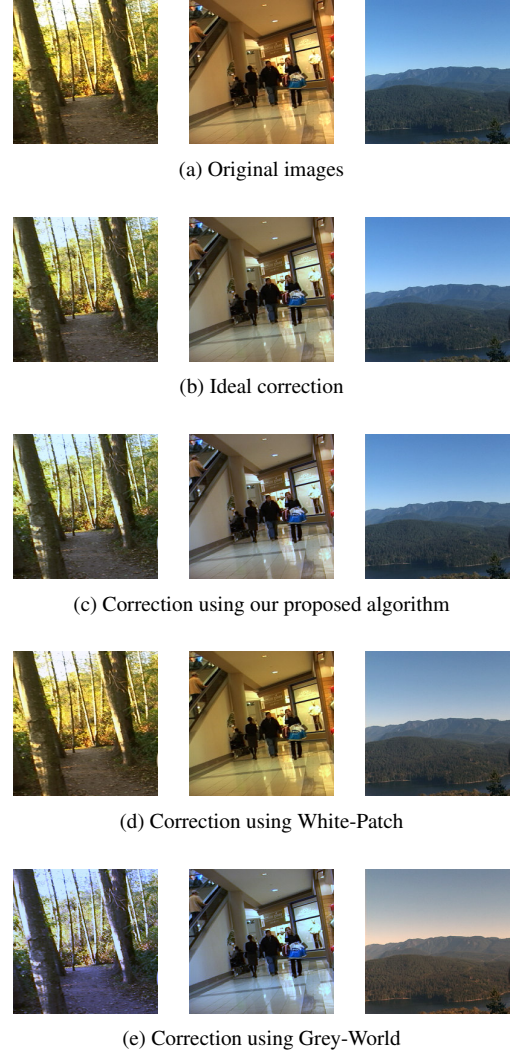 (a) Original images
(b) Ideal correction
(c) Correction using our proposed algorithm
(d) Correction using White-Patch
(e) Correction using Grey-World